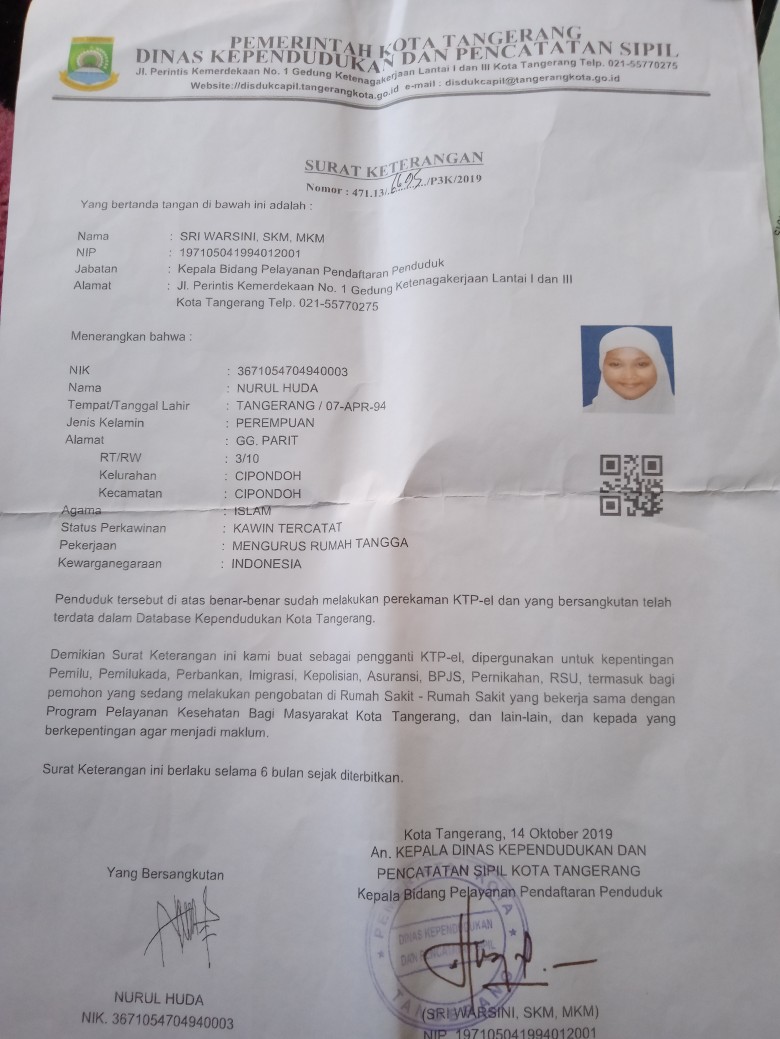 PEMERINTAH KOTA TANGERANG
DINAS KEPENDUDUKAN DAN PENCATATAN SIPIL
Jl. Perintis Kemerdekaan No. 1 Gedung Ketenagakerjaan Lantai I dan III Kota Tangerang Telp. 021-55770275
Website://disdukcapil.tangerangkota.go.id e-mail : disdukcapil@tangerangkota.go.id
SURAT KETERANGAN
Nomor : 471.13/......../P3K/2019
Yang bertanda tangan di bawah ini adalah :
Nama : SRI WARSINI, SKM, MKM
NIP : 197105041994012001
Jabatan : Kepala Bidang Pelayanan Pendaftaran Penduduk
Alamat : Jl. Perintis Kemerdekaan No. 1 Gedung Ketenagakerjaan Lantai I dan III
Kota Tangerang Telp. 021-55770275
Menerangkan bahwa :
NIK : 3671054704940003
Nama : NURUL HUDA
Tempat/Tanggal Lahir : TANGERANG / 07-APR-94
Jenis Kelamin : PEREMPUAN
Alamat : GG. PARIT
RT/RW : 3/10
Kelurahan : CIPONDOH
Kecamatan : CIPONDOH
Agama : ISLAM
Status Perkawinan : KAWIN TERCATAT
Pekerjaan : MENGURUS RUMAH TANGGA
Kewarganegaraan : INDONESIA
Penduduk tersebut di atas benar-benar sudah melakukan perekaman KTP-el dan yang bersangkutan telah
terdata dalam Database Kependudukan Kota Tangerang.
Demikian Surat Keterangan ini kami buat sebagai pengganti KTP-el, dipergunakan untuk kepentingan
Pemilu, Pemilukada, Perbankan, Imigrasi, Kepolisian, Asuransi, BPJS, Pernikahan, RSU, termasuk bagi
pemohon yang sedang melakukan pengobatan di Rumah Sakit - Rumah Sakit yang bekerja sama dengan
Program Pelayanan Kesehatan Bagi Masyarakat Kota Tangerang, dan lain-lain, dan kepada yang
berkepentingan agar menjadi maklum.
Surat Keterangan ini berlaku selama 6 bulan sejak diterbitkan.
Kota Tangerang, 14 Oktober 2019
An. KEPALA DINAS KEPENDUDUKAN DAN
PENCATATAN SIPIL KOTA TANGERANG
Kepala Bidang Pelayanan Pendaftaran Penduduk
Yang Bersangkutan
DINAS KEPENDUDUKAN
DAN PENCATATAN SIPIL
TANGERANG
NURUL HUDA
NIK. 3671054704940003
(SRI WARSINI, SKM, MKM)
NIP. 197105041994012001